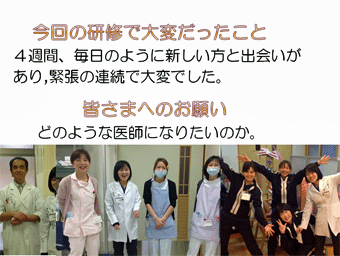 今回の研修で大変だったこと
４週間、毎日のように新しい方と出会いが
あり,緊張の連続で大変でした。
皆さまへのお願い
どのような医師になりたいのか。